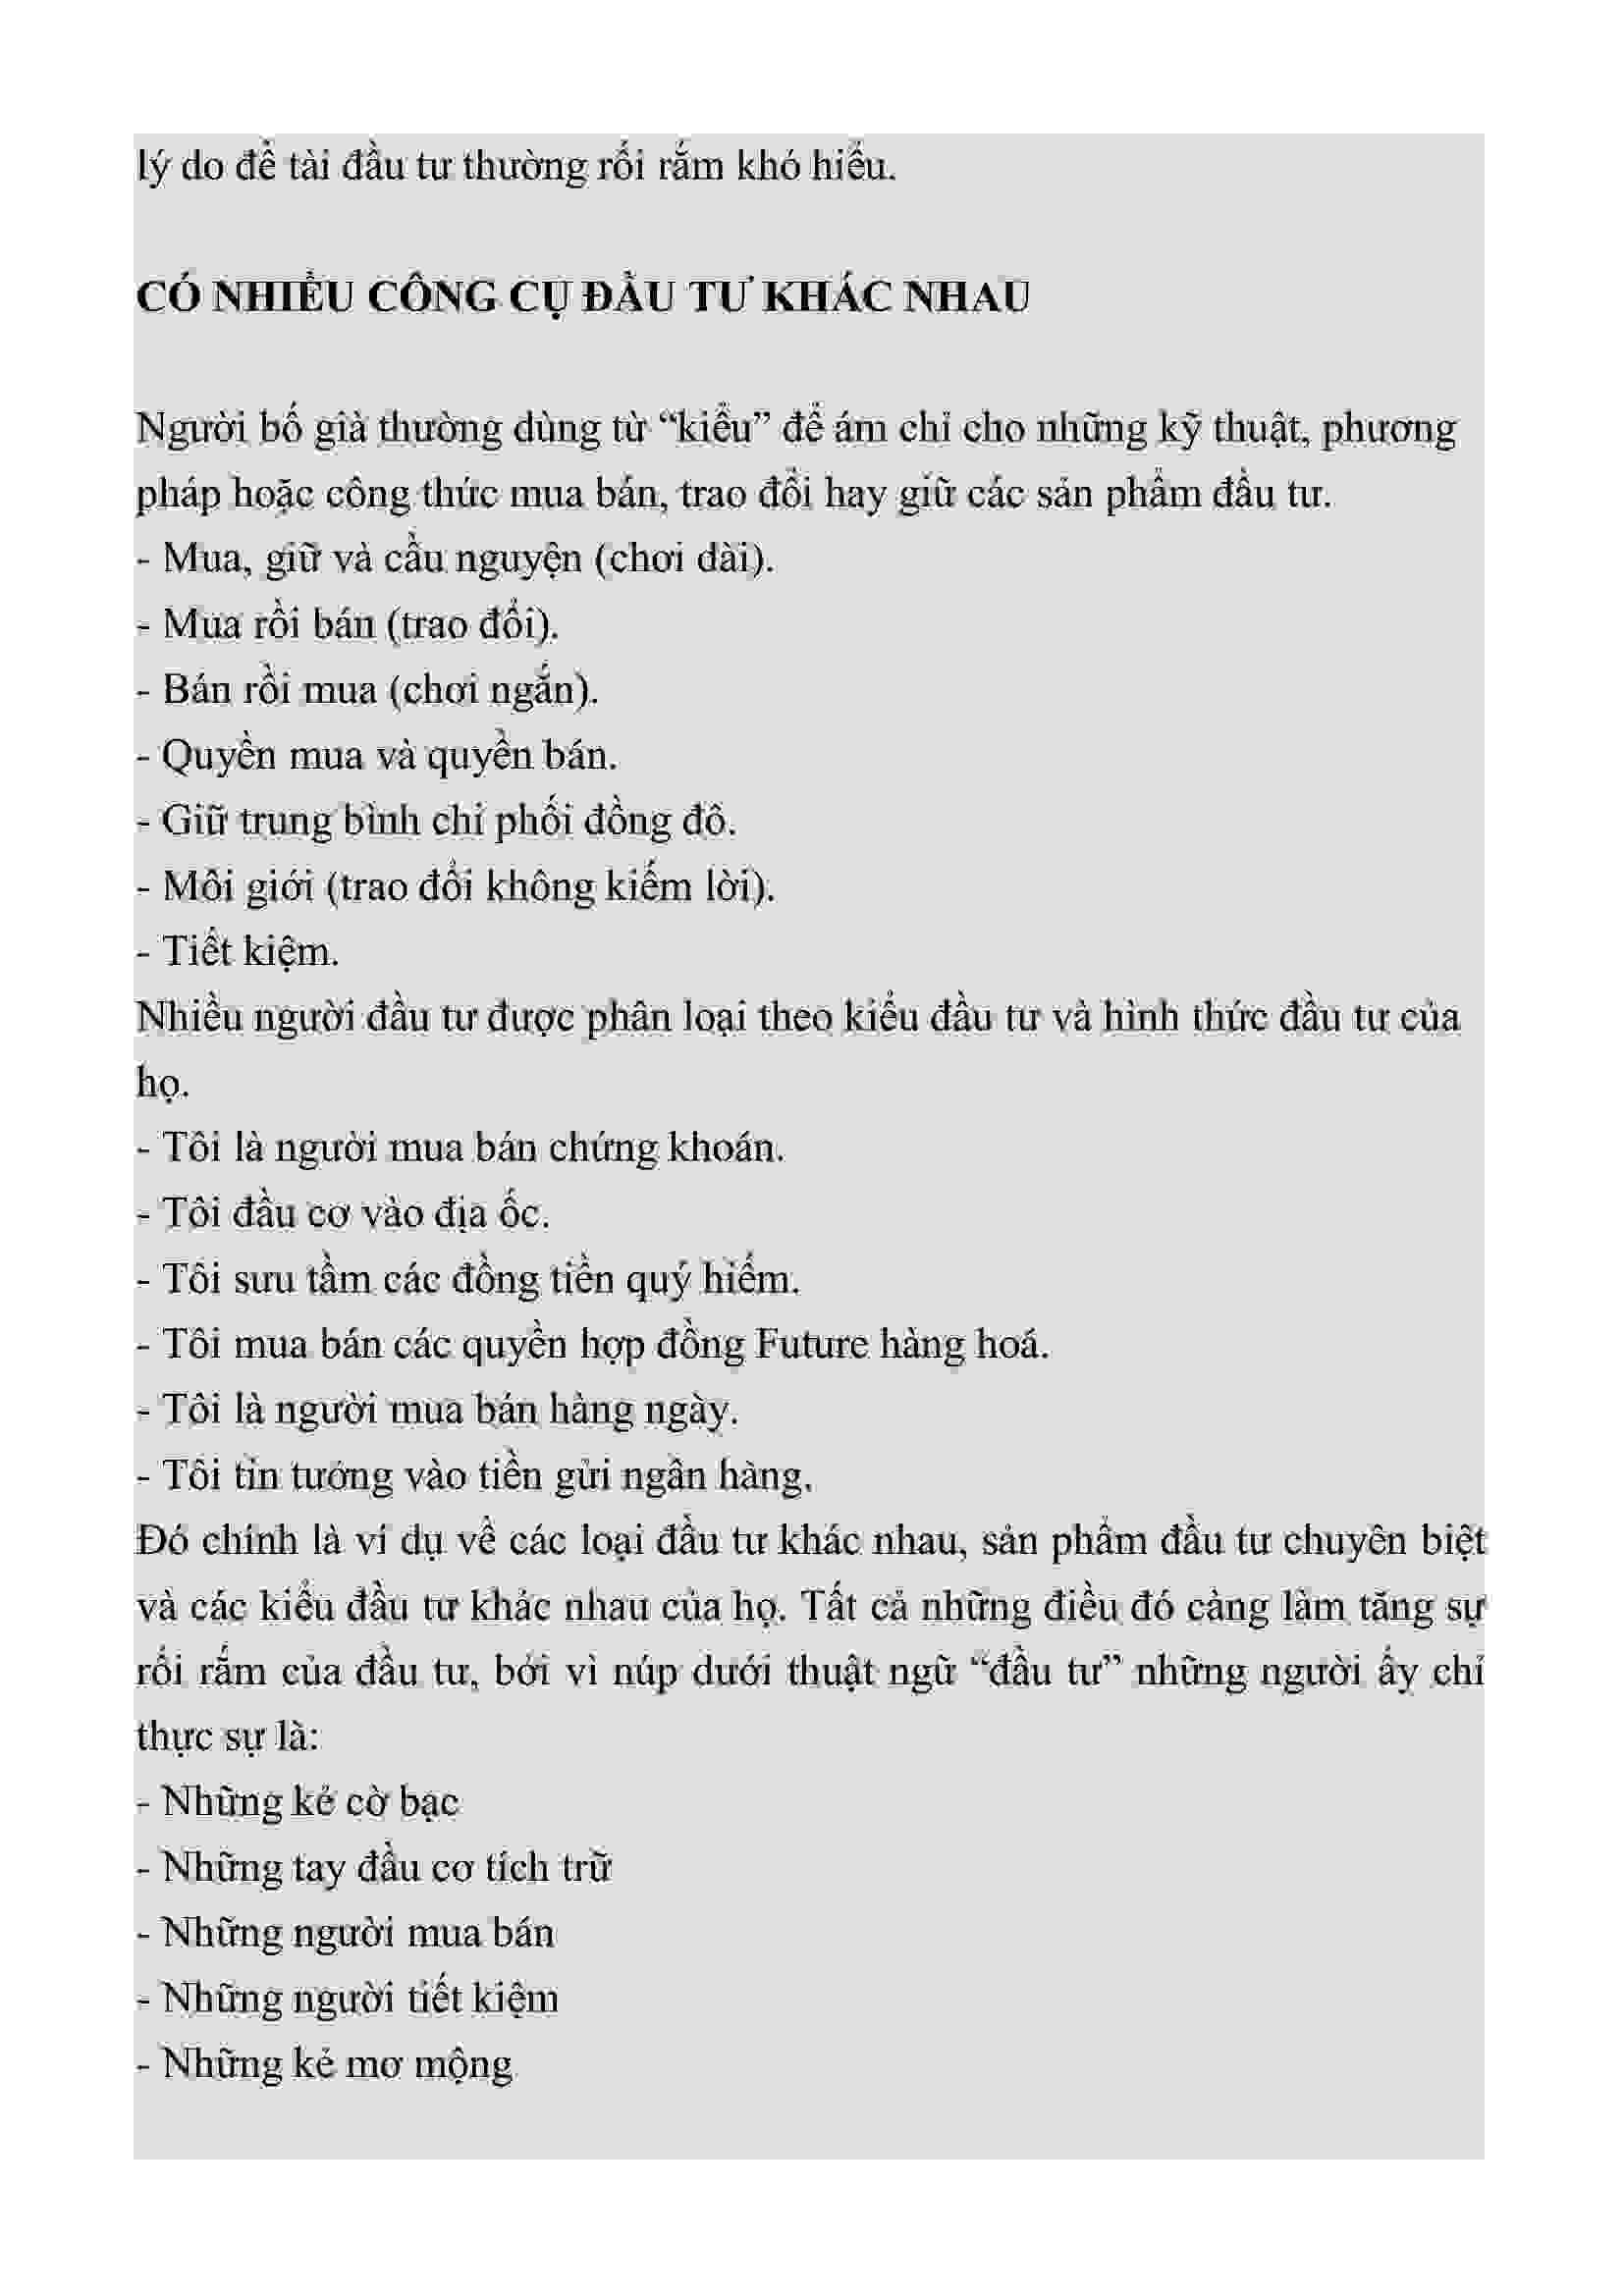 lý do đề tài đầu tư thường rối rắm khó hiểu.
CÓ NHIỀU CÔNG CỤ ĐẦU TƯ KHÁC NHAU
Người bố già thường dùng từ “kiểu” để ám chỉ cho những kỹ thuật, phương
pháp hoặc công thức mua bán, trao đổi hay giữ các sản phẩm đầu tư.
- Mua, giữ và cầu nguyện (chơi dài).
- Mua rồi bán (trao đổi).
- Bán rồi mua (chơi ngắn).
- Quyền mua và quyền bán.
- Giữ trung bình chi phối đồng đô.
- Môi giới (trao đổi không kiếm lời).
- Tiết kiệm.
Nhiều người đầu tư được phân loại theo kiểu đầu tư và hình thức đầu tư của
họ.
- Tôi là người mua bán chứng khoán.
- Tôi đầu cơ vào địa ốc.
- Tôi sưu tầm các đồng tiền quý hiếm.
- Tôi mua bán các quyền hợp đồng Future hàng hoá.
- Tôi là người mua bán hàng ngày.
- Tôi tin tưởng vào tiền gửi ngân hàng.
Đó chính là ví dụ về các loại đầu tư khác nhau, sản phẩm đầu tư chuyên biệt
và các kiểu đầu tư khác nhau của họ. Tất cả những điều đó càng làm tăng sự
rối rắm của đầu tư, bởi vì núp dưới thuật ngữ “đầu tư” những người ấy chỉ
thực sự là:
- Những kẻ cờ bạc
- Những tay đầu cơ tích trữ
- Những người mua bán
- Những người tiết kiệm
- Những kẻ mơ mộng